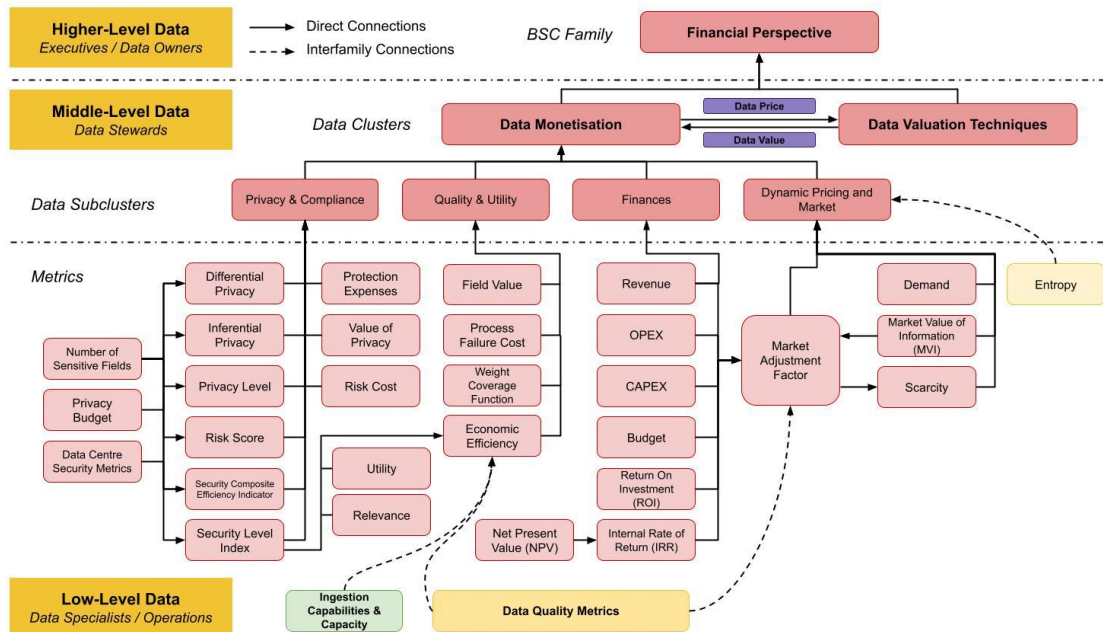 Higher-Level Data
Executives / Data Owners
Direct Connections
Interfamily Connections
BSC Family
Financial Perspective
Middle-Level Data
Data Stewards
Data Clusters
Data Monetisation
Data Price
Data Value
Data Valuation Techniques
Data Subclusters
Privacy & Compliance
Quality & Utility
Finances
Dynamic Pricing and
Market
Metrics
Number of
Sensitive Fields
Privacy
Budget
Data Centre
Security Metrics
Differential
Privacy
Inferential
Privacy
Privacy Level
Risk Score
Security Composite
Efficiency Indicator
Security Level
Index
Protection
Expenses
Value of
Privacy
Risk Cost
Utility
Relevance
Field Value
Process
Failure Cost
Weight
Coverage
Function
Economic
Efficiency
Net Present
Value (NPV)
Revenue
OPEX
CAPEX
Budget
Return On
Investment
(ROI)
Internal Rate of
Return (IRR)
Market
Adjustment
Factor
Demand
Market Value of
Information
(MVI)
Scarcity
Entropy
Low-Level Data
Data Specialists / Operations
Ingestion
Capabilities &
Capacity
Data Quality Metrics